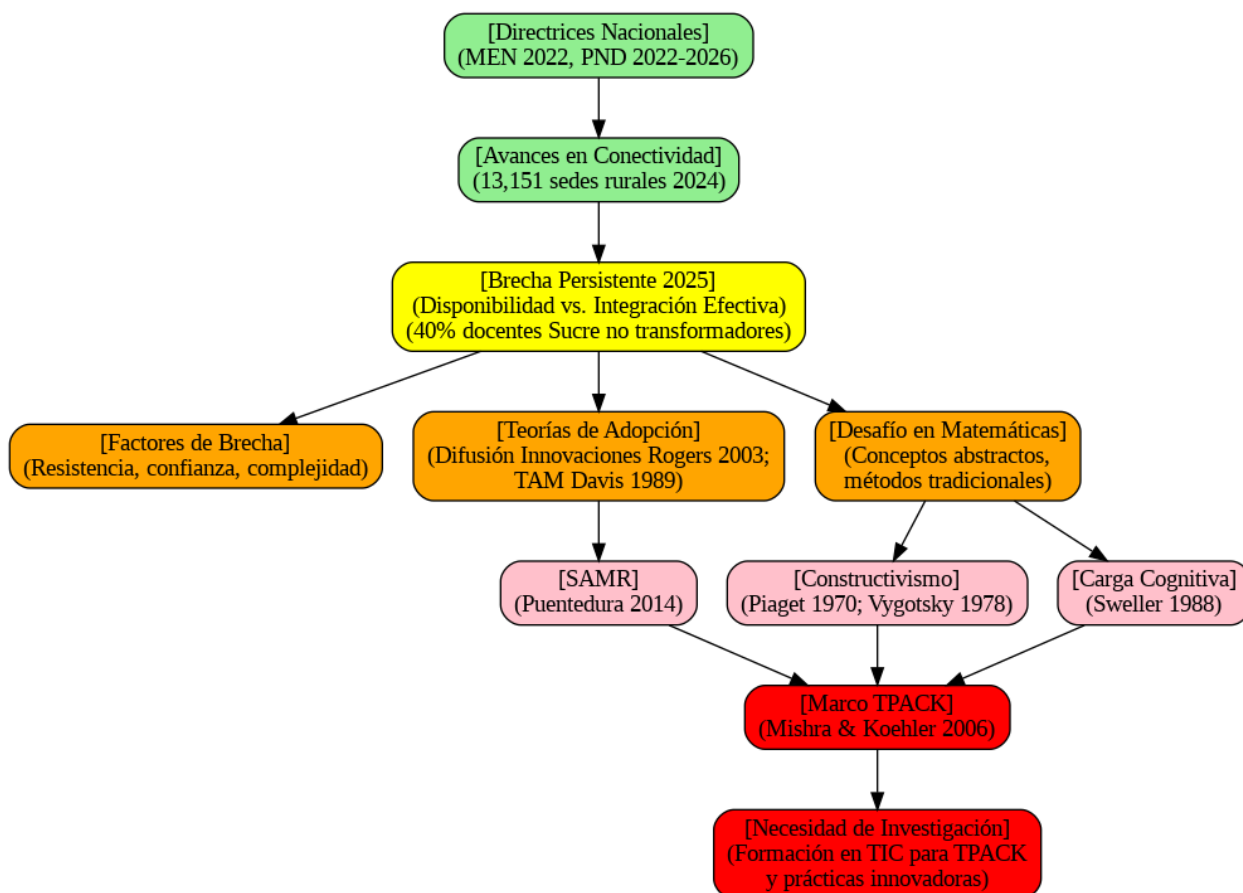 [Directrices Nacionales]
(MEN 2022, PND 2022-2026)
[Avances en Conectividad]
(13,151 sedes rurales 2024)
[Brecha Persistente 2025]
(Disponibilidad vs. Integración Efectiva)
(40% docentes Sucre no transformadores)
[Factores de Brecha]
(Resistencia, confianza, complejidad)
[Teorías de Adopción]
(Difusión Innovaciones Rogers 2003;
TAM Davis 1989)
[Desafío en Matemáticas]
(Conceptos abstractos,
métodos tradicionales)
[SAMR]
(Puentedura 2014)
[Constructivismo]
(Piaget 1970; Vygotsky 1978)
[Carga Cognitiva]
(Sweller 1988)
[Marco TPACK]
(Mishra & Koehler 2006)
[Necesidad de Investigación]
(Formación en TIC para TPACK
y prácticas innovadoras)